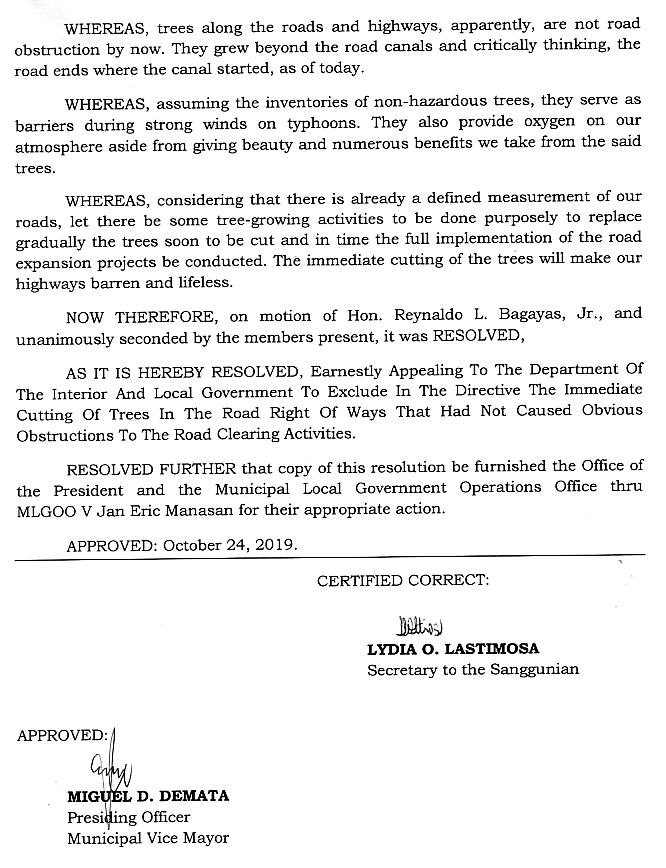 WHEREAS, trees along the roads and highways, apparently, are not road
obstruction by now. They grew beyond the road canals and critically thinking, the
road ends where the canal started, as of today.
WHEREAS, assuming the inventories of non-hazardous trees, they serve as
barriers during strong winds on typhoons. They also provide oxygen on our
atmosphere aside from giving beauty and numerous benefits we take from the said
trees.
WHEREAS, considering that there is already a defined measurement of our
roads, let there be some tree-growing activities to be done purposely to replace
gradually the trees soon to be cut and in time the full implementation of the road
expansion projects be conducted. The immediate cutting of the trees will make our
highways barren and lifeless.
NOW THEREFORE, on motion of Hon. Reynaldo L. Bagayas, Jr., and
unanimously seconded by the members present, it was RESOLVED,
AS IT IS HEREBY RESOLVED, Earnestly Appealing To The Department Of
The Interior And Local Government To Exclude In The Directive The Immediate
Cutting Of Trees In The Road Right Of Ways That Had Not Caused Obvious
Obstructions To The Road Clearing Activities.
RESOLVED FURTHER that copy of this resolution be furnished the Office of
the President and the Municipal Local Government Operations Office thru
MLGOO V Jan Eric Manasan for their appropriate action.
APPROVED: October 24, 2019.
CERTIFIED CORRECT:
LYDIA O. LASTIMOSA
Secretary to the Sanggunian
APPROVED:
MIGUEL D. DEMATA
Presiding Officer
Municipal Vice Mayor